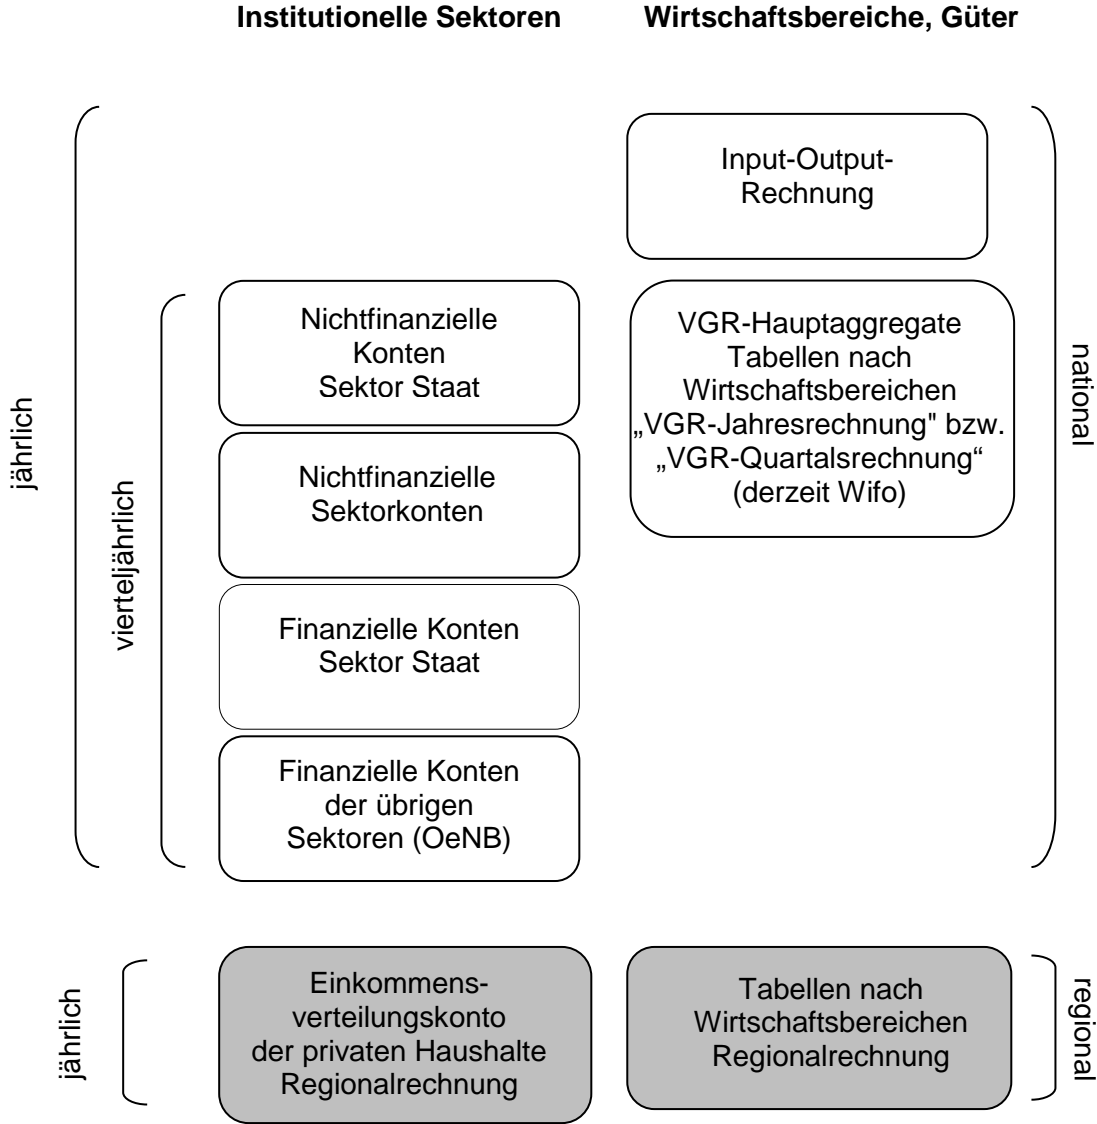 Institutionelle Sektoren
Wirtschaftsbereiche, Güter
jährlich
vierteljährlich
Nichtfinanzielle
Konten
Sektor Staat
Nichtfinanzielle
Sektorkonten
Finanzielle Konten
Sektor Staat
Finanzielle Konten
der übrigen
Sektoren (OeNB)
Input-Output-
Rechnung
VGR-Hauptaggregate
Tabellen nach
Wirtschaftsbereichen
„VGR-Jahresrechnung" bzw.
„VGR-Quartalsrechnung“
(derzeit Wifo)
national
jährlich
Einkommens-
verteilungskonto
der privaten Haushalte
Regionalrechnung
Tabellen nach
Wirtschaftsbereichen
Regionalrechnung
regional